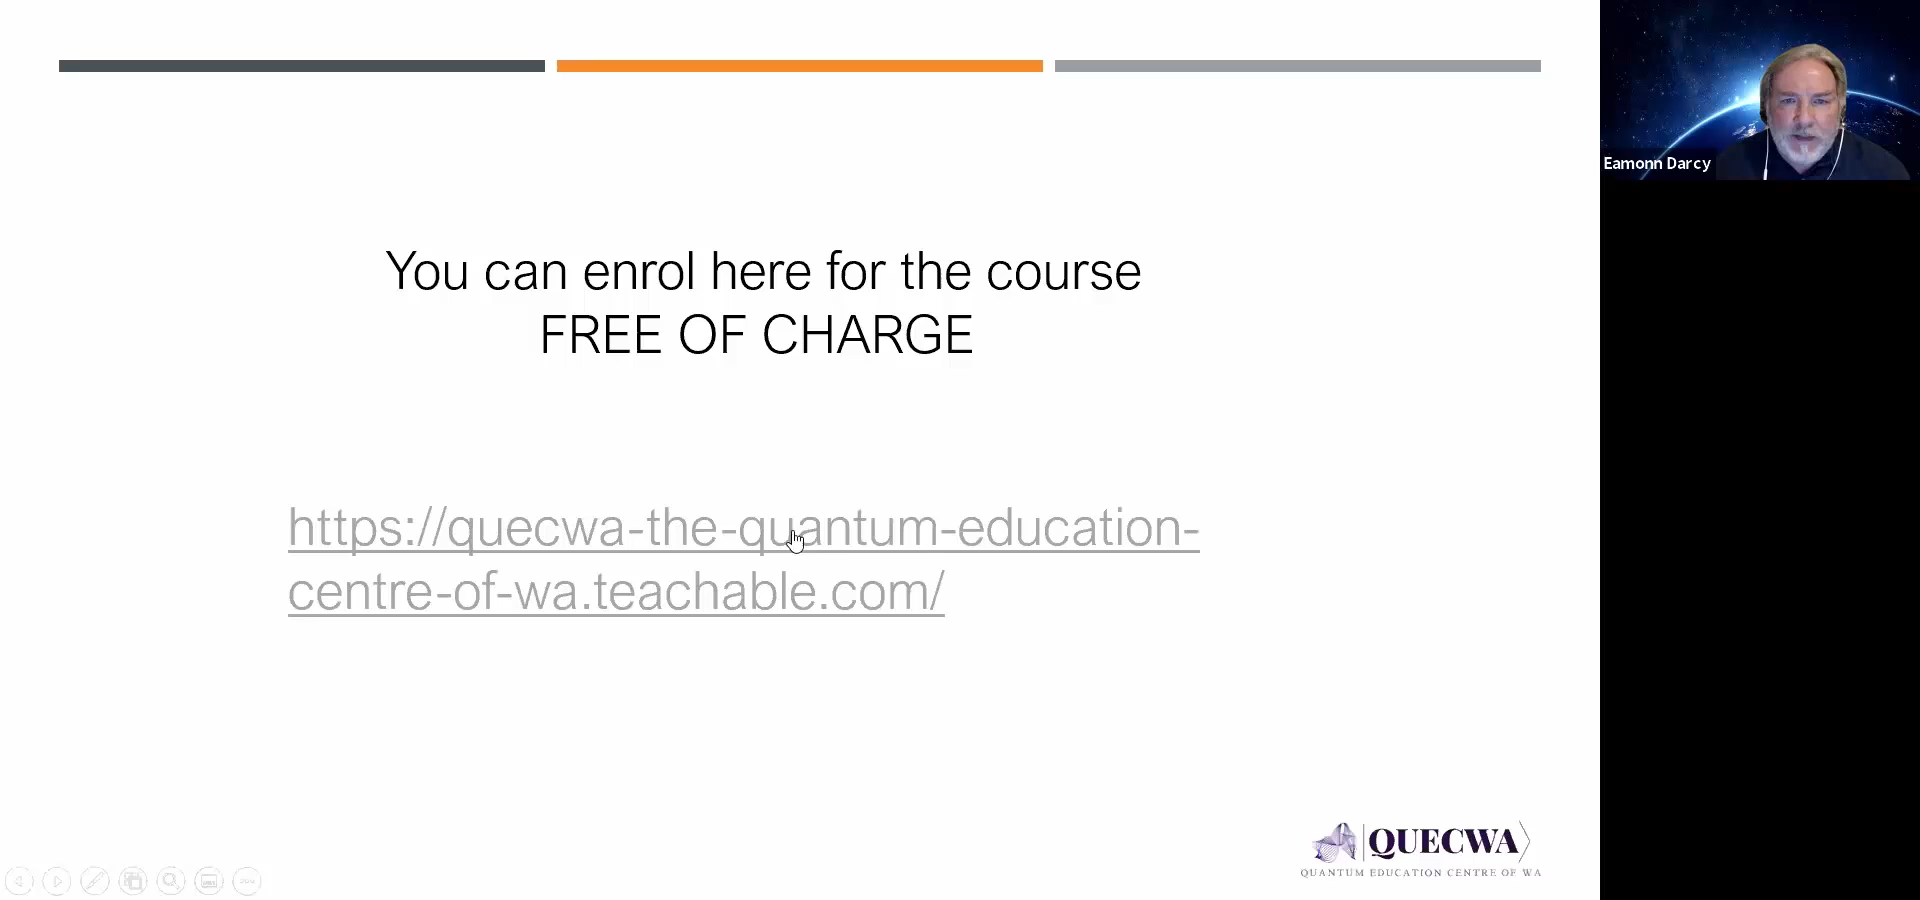 You can enrol here for the course
FREE OF CHARGE
https://quecwa-the-quantum-education-
centre-of-wa.teachable.com/
QUECWA
QUANTUM EDUCATION CENTRE OF WA
Eamonn Darcy